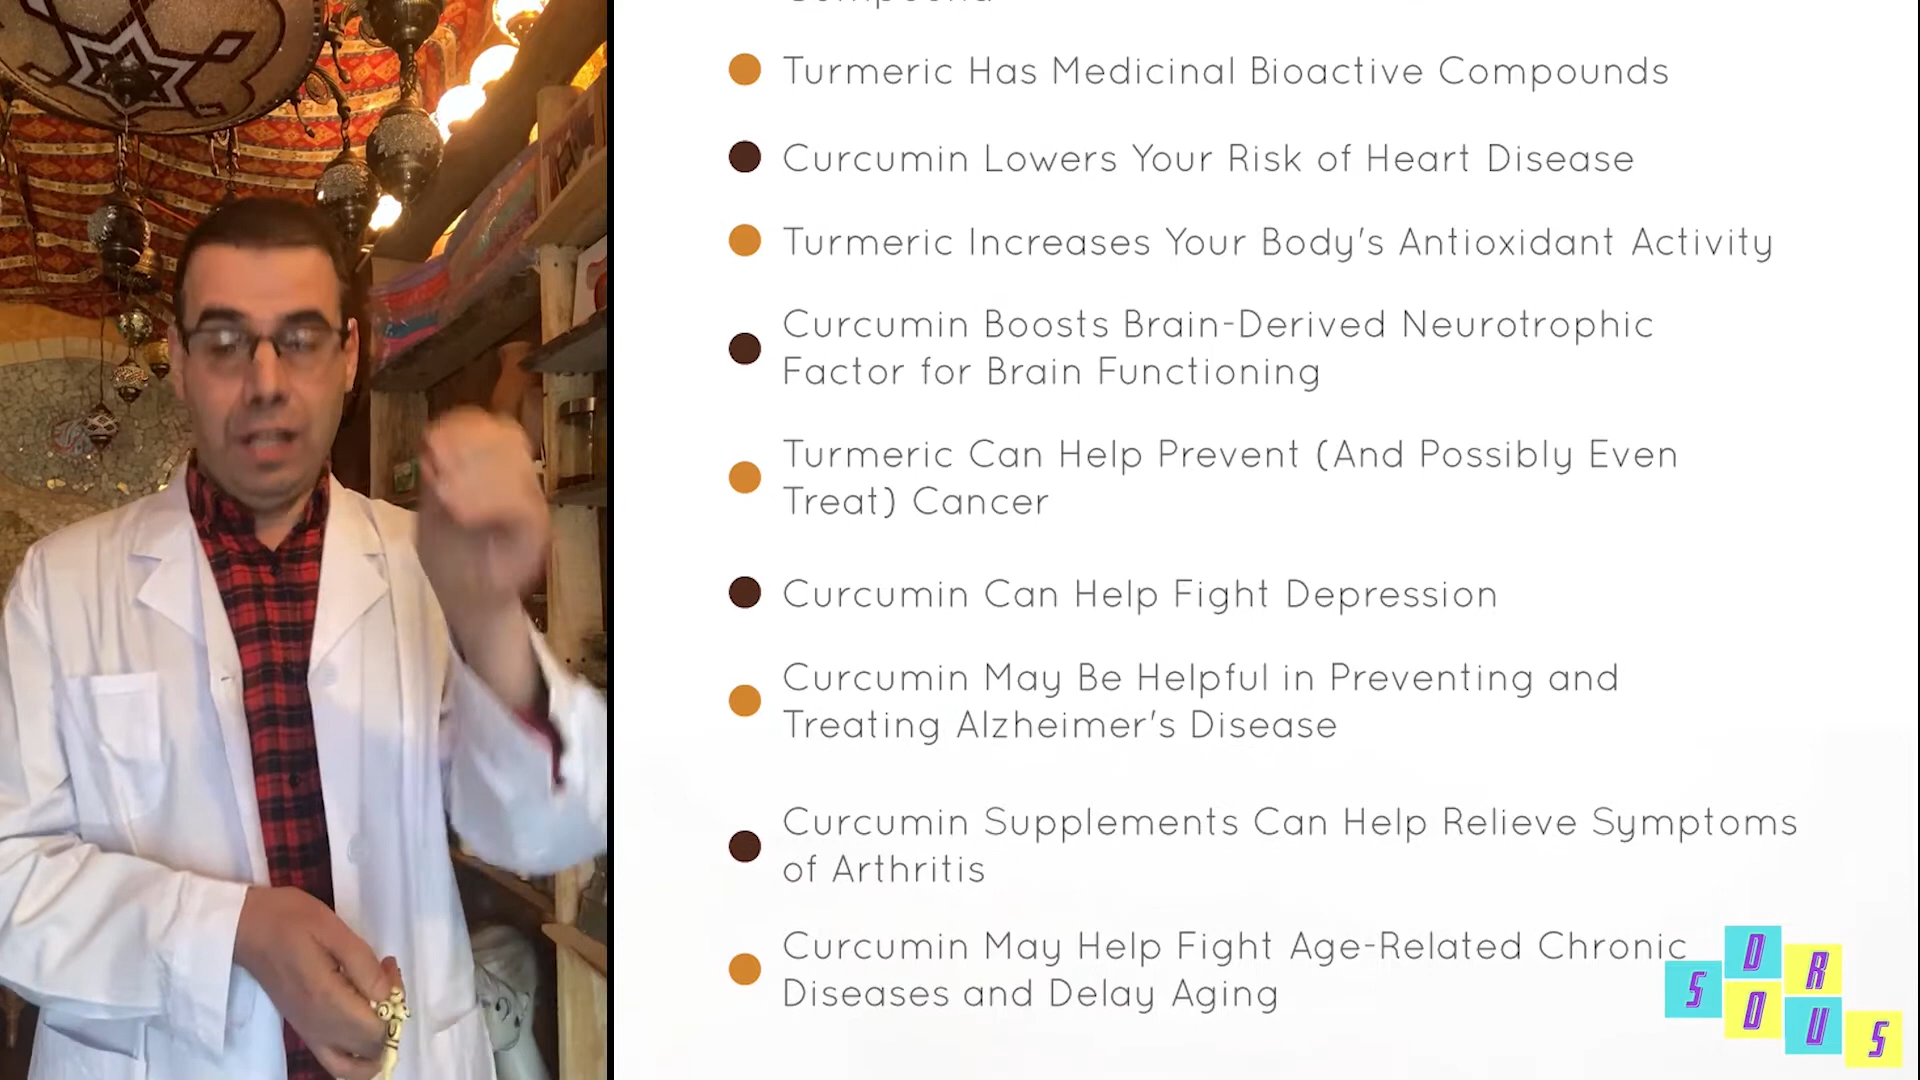 Turmeric Has Medicinal Bioactive Compounds
Curcumin Lowers Your Risk of Heart Disease
Turmeric Increases Your Body's Antioxidant Activity
Curcumin Boosts Brain-Derived Neurotrophic
Factor for Brain Functioning
Turmeric Can Help Prevent (And Possibly Even
Treat) Cancer
Curcumin Can Help Fight Depression
Curcumin May Be Helpful in Preventing and
Treating Alzheimer's Disease
Curcumin Supplements Can Help Relieve Symptoms
of Arthritis
Curcumin May Help Fight Age-Related Chronic
Diseases and Delay Aging
DR
SOUS